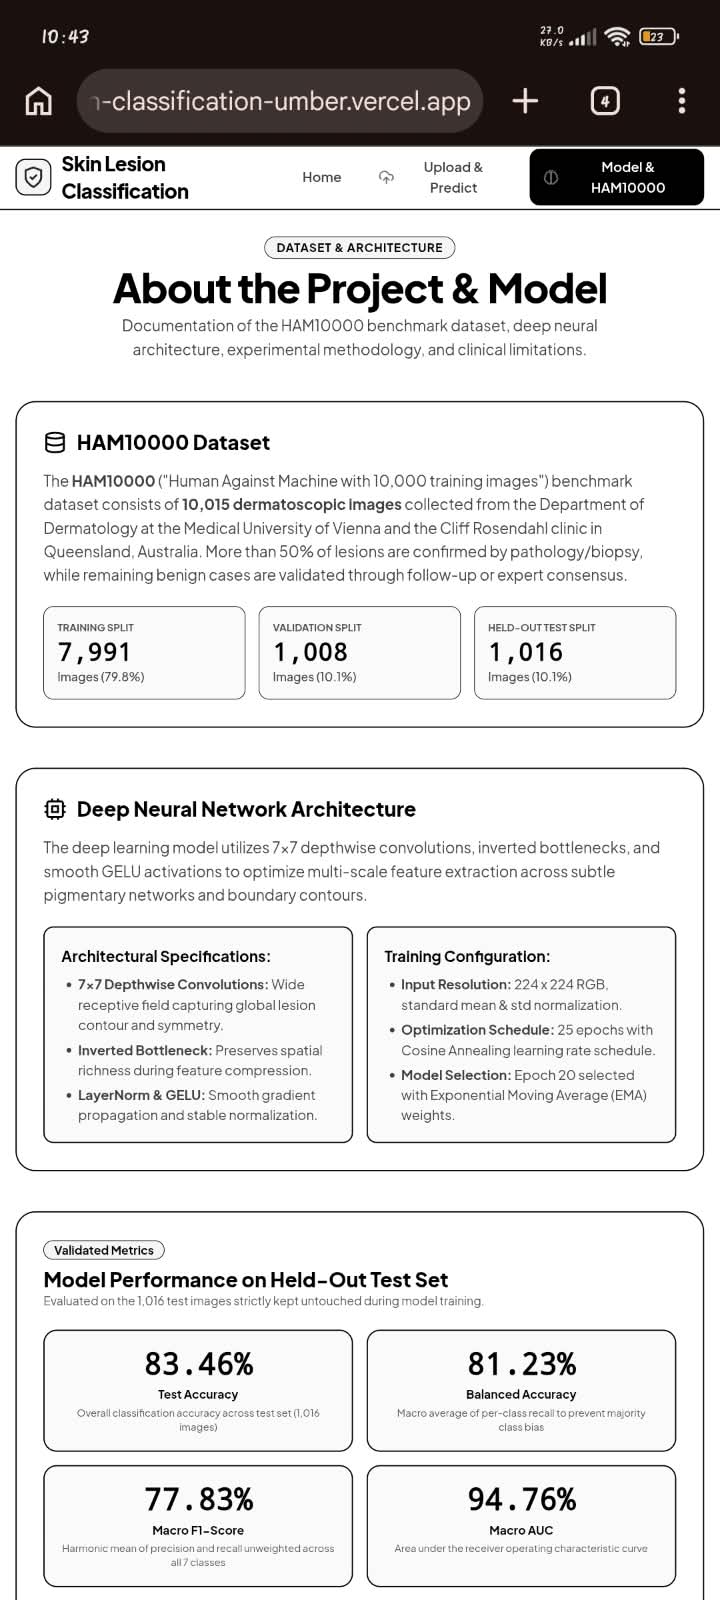 10:43
27.0
KB/s
23
n-classification-umber.vercel.app
4
Skin Lesion
Classification
Home
Upload &
Predict
Model &
HAM10000
DATASET & ARCHITECTURE
About the Project & Model
Documentation of the HAM10000 benchmark dataset, deep neural
architecture, experimental methodology, and clinical limitations.
HAM10000 Dataset
The HAM10000 ("Human Against Machine with 10,000 training images") benchmark
dataset consists of 10,015 dermatoscopic images collected from the Department of
Dermatology at the Medical University of Vienna and the Cliff Rosendahl clinic in
Queensland, Australia. More than 50% of lesions are confirmed by pathology/biopsy,
while remaining benign cases are validated through follow-up or expert consensus.
TRAINING SPLIT
7,991
Images (79.8%)
VALIDATION SPLIT
1,008
Images (10.1%)
HELD-OUT TEST SPLIT
1,016
Images (10.1%)
Deep Neural Network Architecture
The deep learning model utilizes 7×7 depthwise convolutions, inverted bottlenecks, and
smooth GELU activations to optimize multi-scale feature extraction across subtle
pigmentary networks and boundary contours.
Architectural Specifications:
• 7×7 Depthwise Convolutions: Wide
receptive field capturing global lesion
contour and symmetry.
• Inverted Bottleneck: Preserves spatial
richness during feature compression.
• LayerNorm & GELU: Smooth gradient
propagation and stable normalization.
Training Configuration:
• Input Resolution: 224 x 224 RGB,
standard mean & std normalization.
• Optimization Schedule: 25 epochs with
Cosine Annealing learning rate schedule.
• Model Selection: Epoch 20 selected
with Exponential Moving Average (EMA)
weights.
Validated Metrics
Model Performance on Held-Out Test Set
Evaluated on the 1,016 test images strictly kept untouched during model training.
83.46%
Test Accuracy
Overall classification accuracy across test set (1,016
images)
81.23%
Balanced Accuracy
Macro average of per-class recall to prevent majority
class bias
77.83%
Macro F1-Score
Harmonic mean of precision and recall unweighted across
all 7 classes
94.76%
Macro AUC
Area under the receiver operating characteristic curve